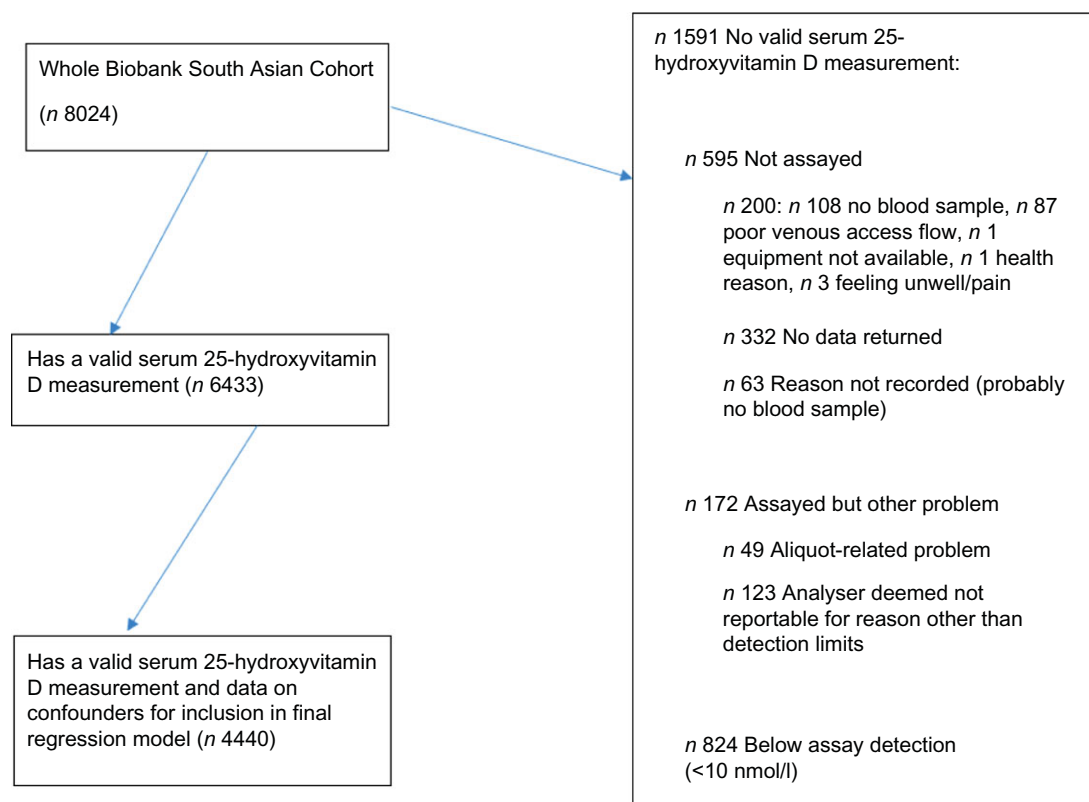 Whole Biobank South Asian Cohort
(n 8024)
Has a valid serum 25-hydroxyvitamin
D measurement (n 6433)
Has a valid serum 25-hydroxyvitamin
D measurement and data on
confounders for inclusion in final
regression model (n 4440)
n 1591 No valid serum 25-
hydroxyvitamin D measurement:
n 595 Not assayed
n 200: n 108 no blood sample, n 87
poor venous access flow, n 1
equipment not available, n 1 health
reason, n 3 feeling unwell/pain
n 332 No data returned
n 63 Reason not recorded (probably
no blood sample)
n 172 Assayed but other problem
n 49 Aliquot-related problem
n 123 Analyser deemed not
reportable for reason other than
detection limits
n 824 Below assay detection
(<10 nmol/l)